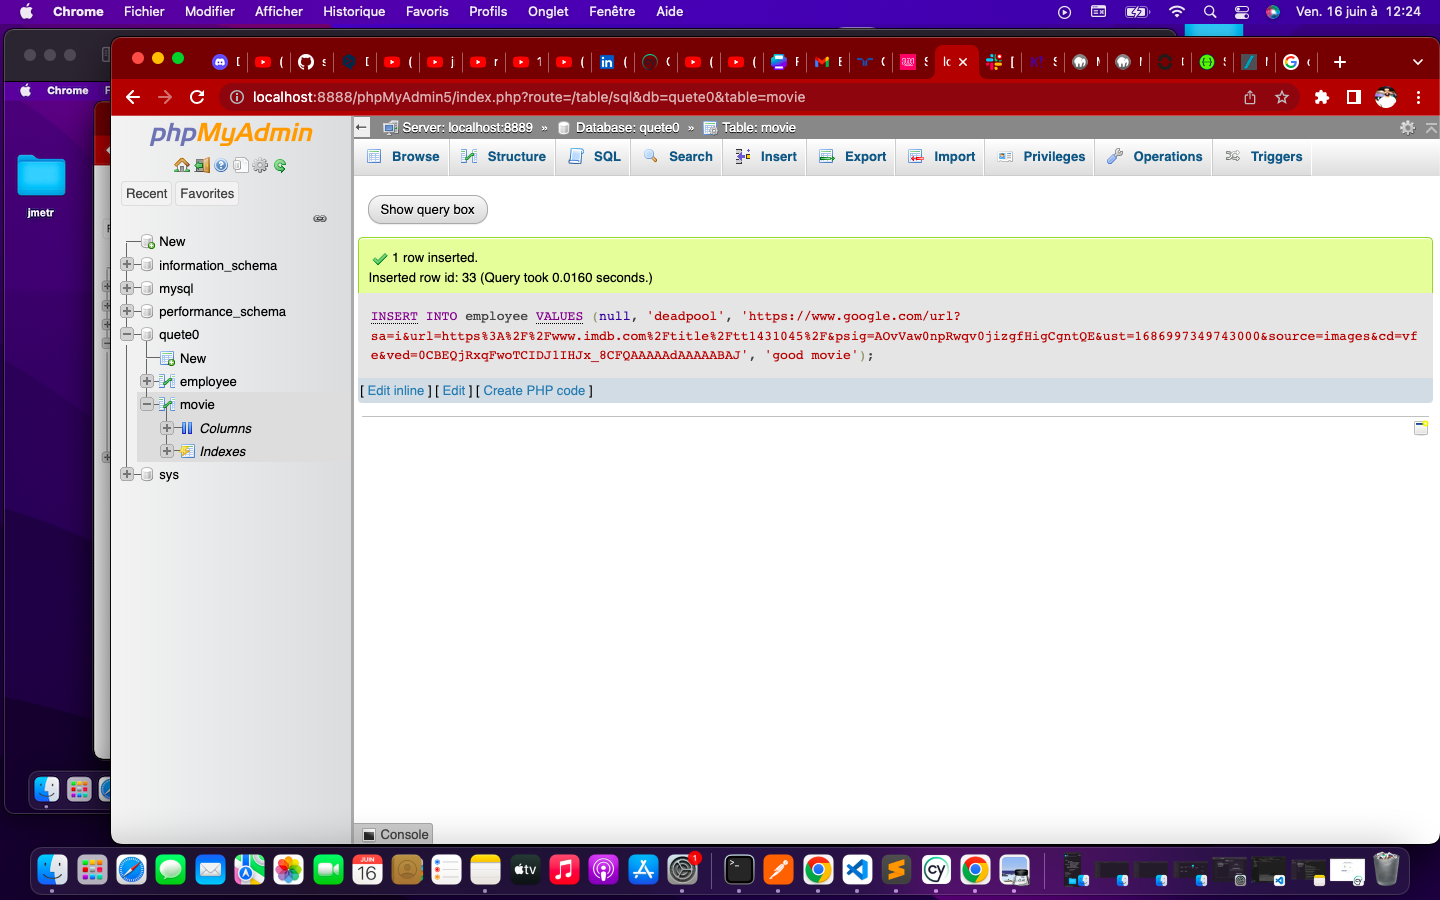 Chrome Fichier Modifier Afficher Historique Favoris Profils Onglet Fenêtre Aide Ven. 16 juin à 12:24
Chrome
jmetr
localhost:8888/phpMyAdmin5/index.php?route=/table/sql&db=quete0&table=movie
phpMyAdmin
Recent Favorites
New
information_schema
mysql
performance_schema
quete0
New
employee
movie
Columns
Indexes
sys
Server: localhost:8889 » Database: quete0 » Table: movie
Browse Structure SQL Search Insert Export Import Privileges Operations Triggers
Show query box
1 row inserted.
Inserted row id: 33 (Query took 0.0160 seconds.)
INSERT INTO employee VALUES (null, 'deadpool', 'https://www.google.com/url?
sa=i&url=https%3A%2F%2Fwww.imdb.com%2Ftitle%2Ftt1431045%2F&psig=AOvVaw0npRwqv0jizgfHigCgntQE&ust=1686997349743000&source=images&cd=vf
e&ved=0CBEQjRxqFwoTCIDJ1IHJx_8CFQAAAAAdAAAAABAJ', 'good movie');
[ Edit inline ] [ Edit ] [ Create PHP code ]
Console
JUIN
16
tv
1
cy